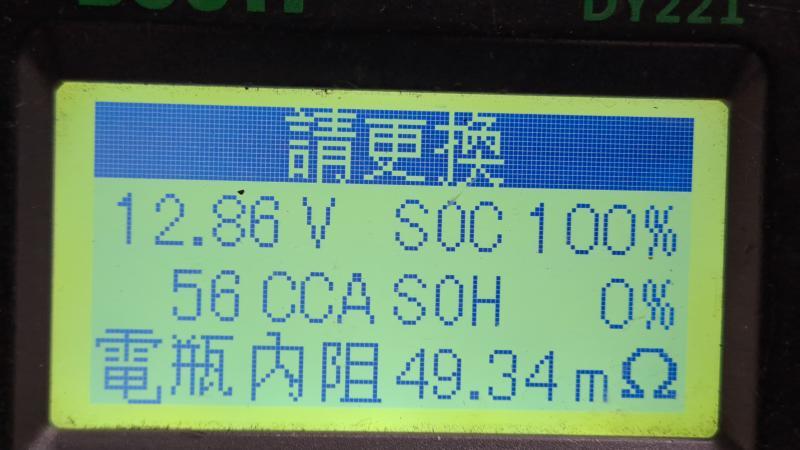 DY221
請更換
12.86 V SOC 100%
56 CCA SOH 0%
電瓶內阻 49.34 mΩ